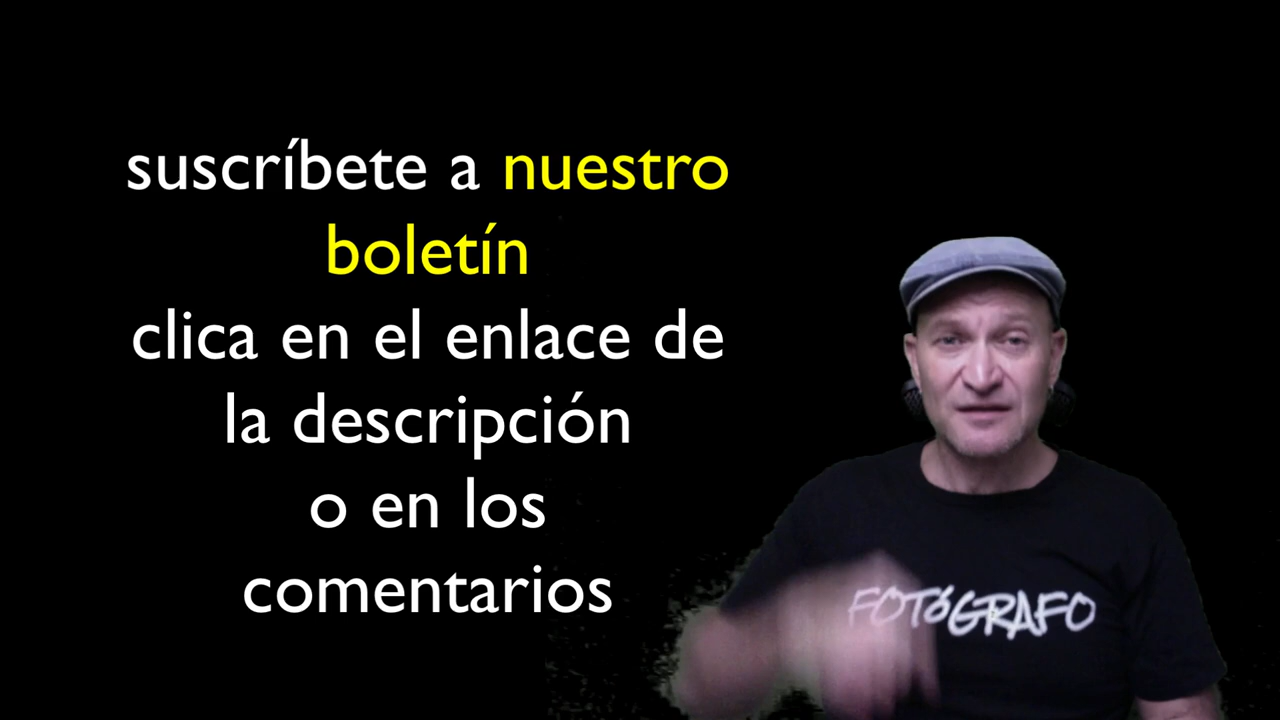 suscríbete a nuestro
boletín
clica en el enlace de
la descripción
o en los
comentarios
FOTÓGRAFO